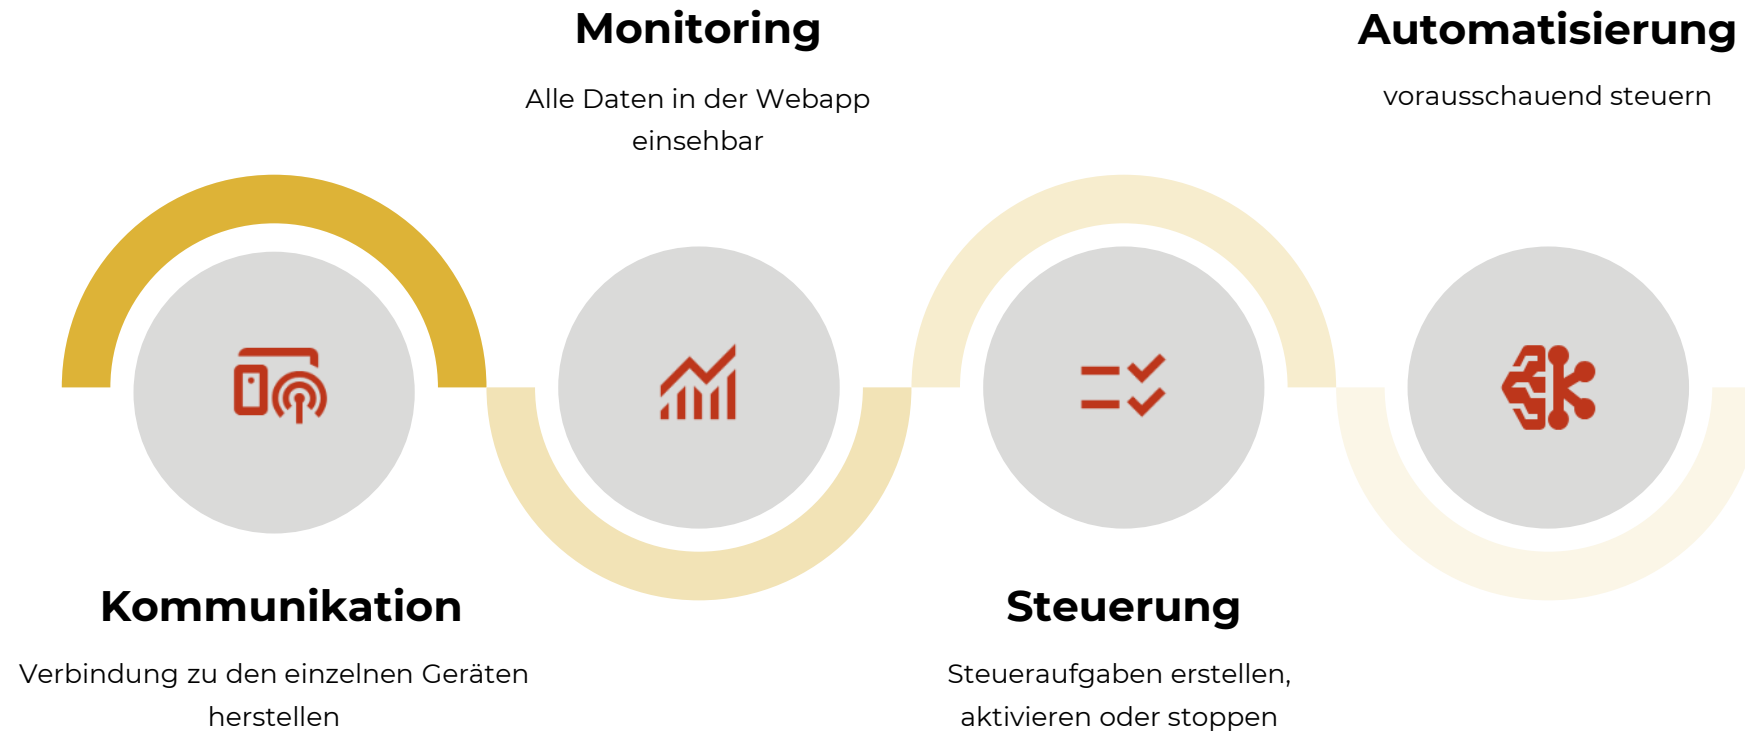 Monitoring
Alle Daten in der Webapp
einsehbar
Automatisierung
vorausschauend steuern
Kommunikation
Verbindung zu den einzelnen Geräten
herstellen
Steuerung
Steueraufgaben erstellen,
aktivieren oder stoppen